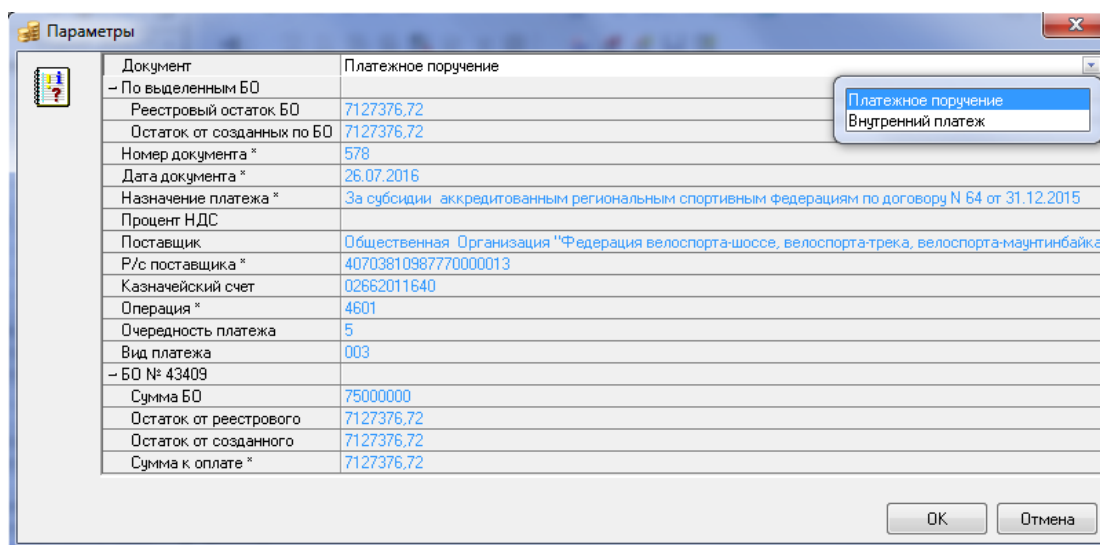 Параметры
Документ Платежное поручение
– По выделенным БО
Реестровый остаток БО 7127376,72
Остаток от созданных по БО 7127376,72
Номер документа * 578
Дата документа * 26.07.2016
Назначение платежа * За субсидии аккредитованным региональным спортивным федерациям по договору N 64 от 31.12.2015
Процент НДС
Поставщик Общественная Организация "Федерация велоспорта-шоссе, велоспорта-трека, велоспорта-маунтинбайка
Р/с поставщика * 40703810987770000013
Казначейский счет 02662011640
Операция * 4601
Очередность платежа 5
Вид платежа 003
– БО № 43409
Сумма БО 75000000
Остаток от реестрового 7127376,72
Остаток от созданного 7127376,72
Сумма к оплате * 7127376,72
Платежное поручение
Внутренний платеж
OK Отмена